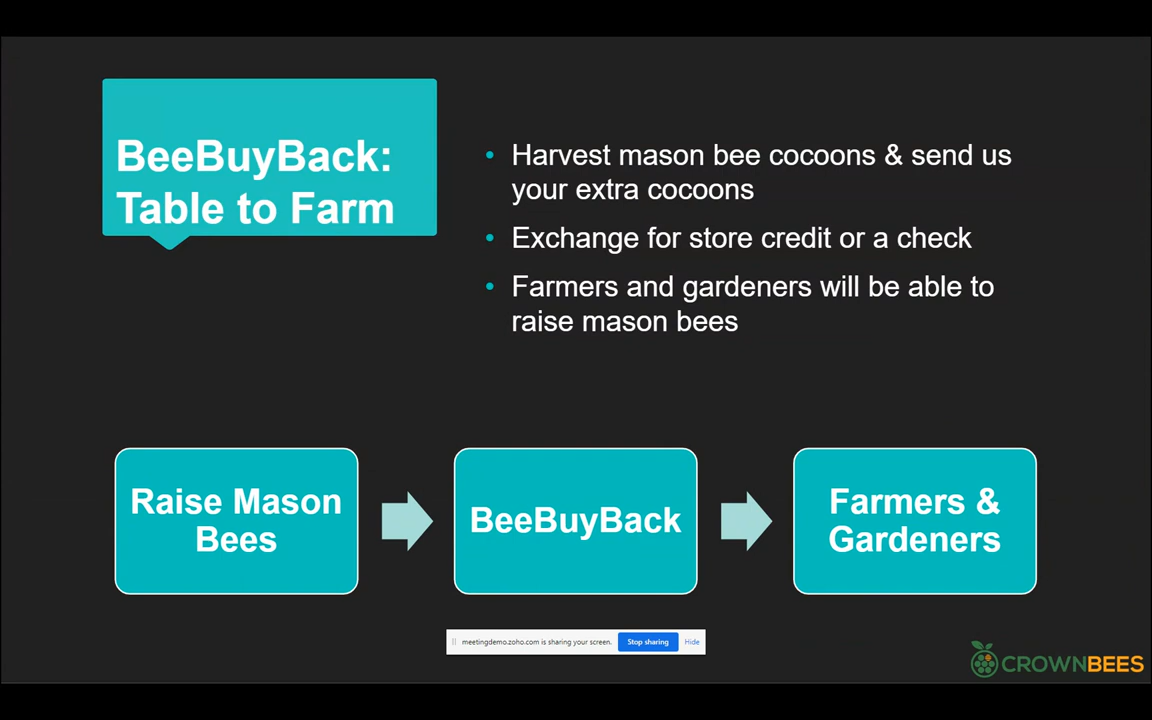 BeeBuyBack:
Table to Farm
• Harvest mason bee cocoons & send us
your extra cocoons
• Exchange for store credit or a check
• Farmers and gardeners will be able to
raise mason bees
Raise Mason
Bees
BeeBuyBack
Farmers &
Gardeners
meetingdemo.zoho.com is sharing your screen. Stop sharing Hide
CROWNBEES